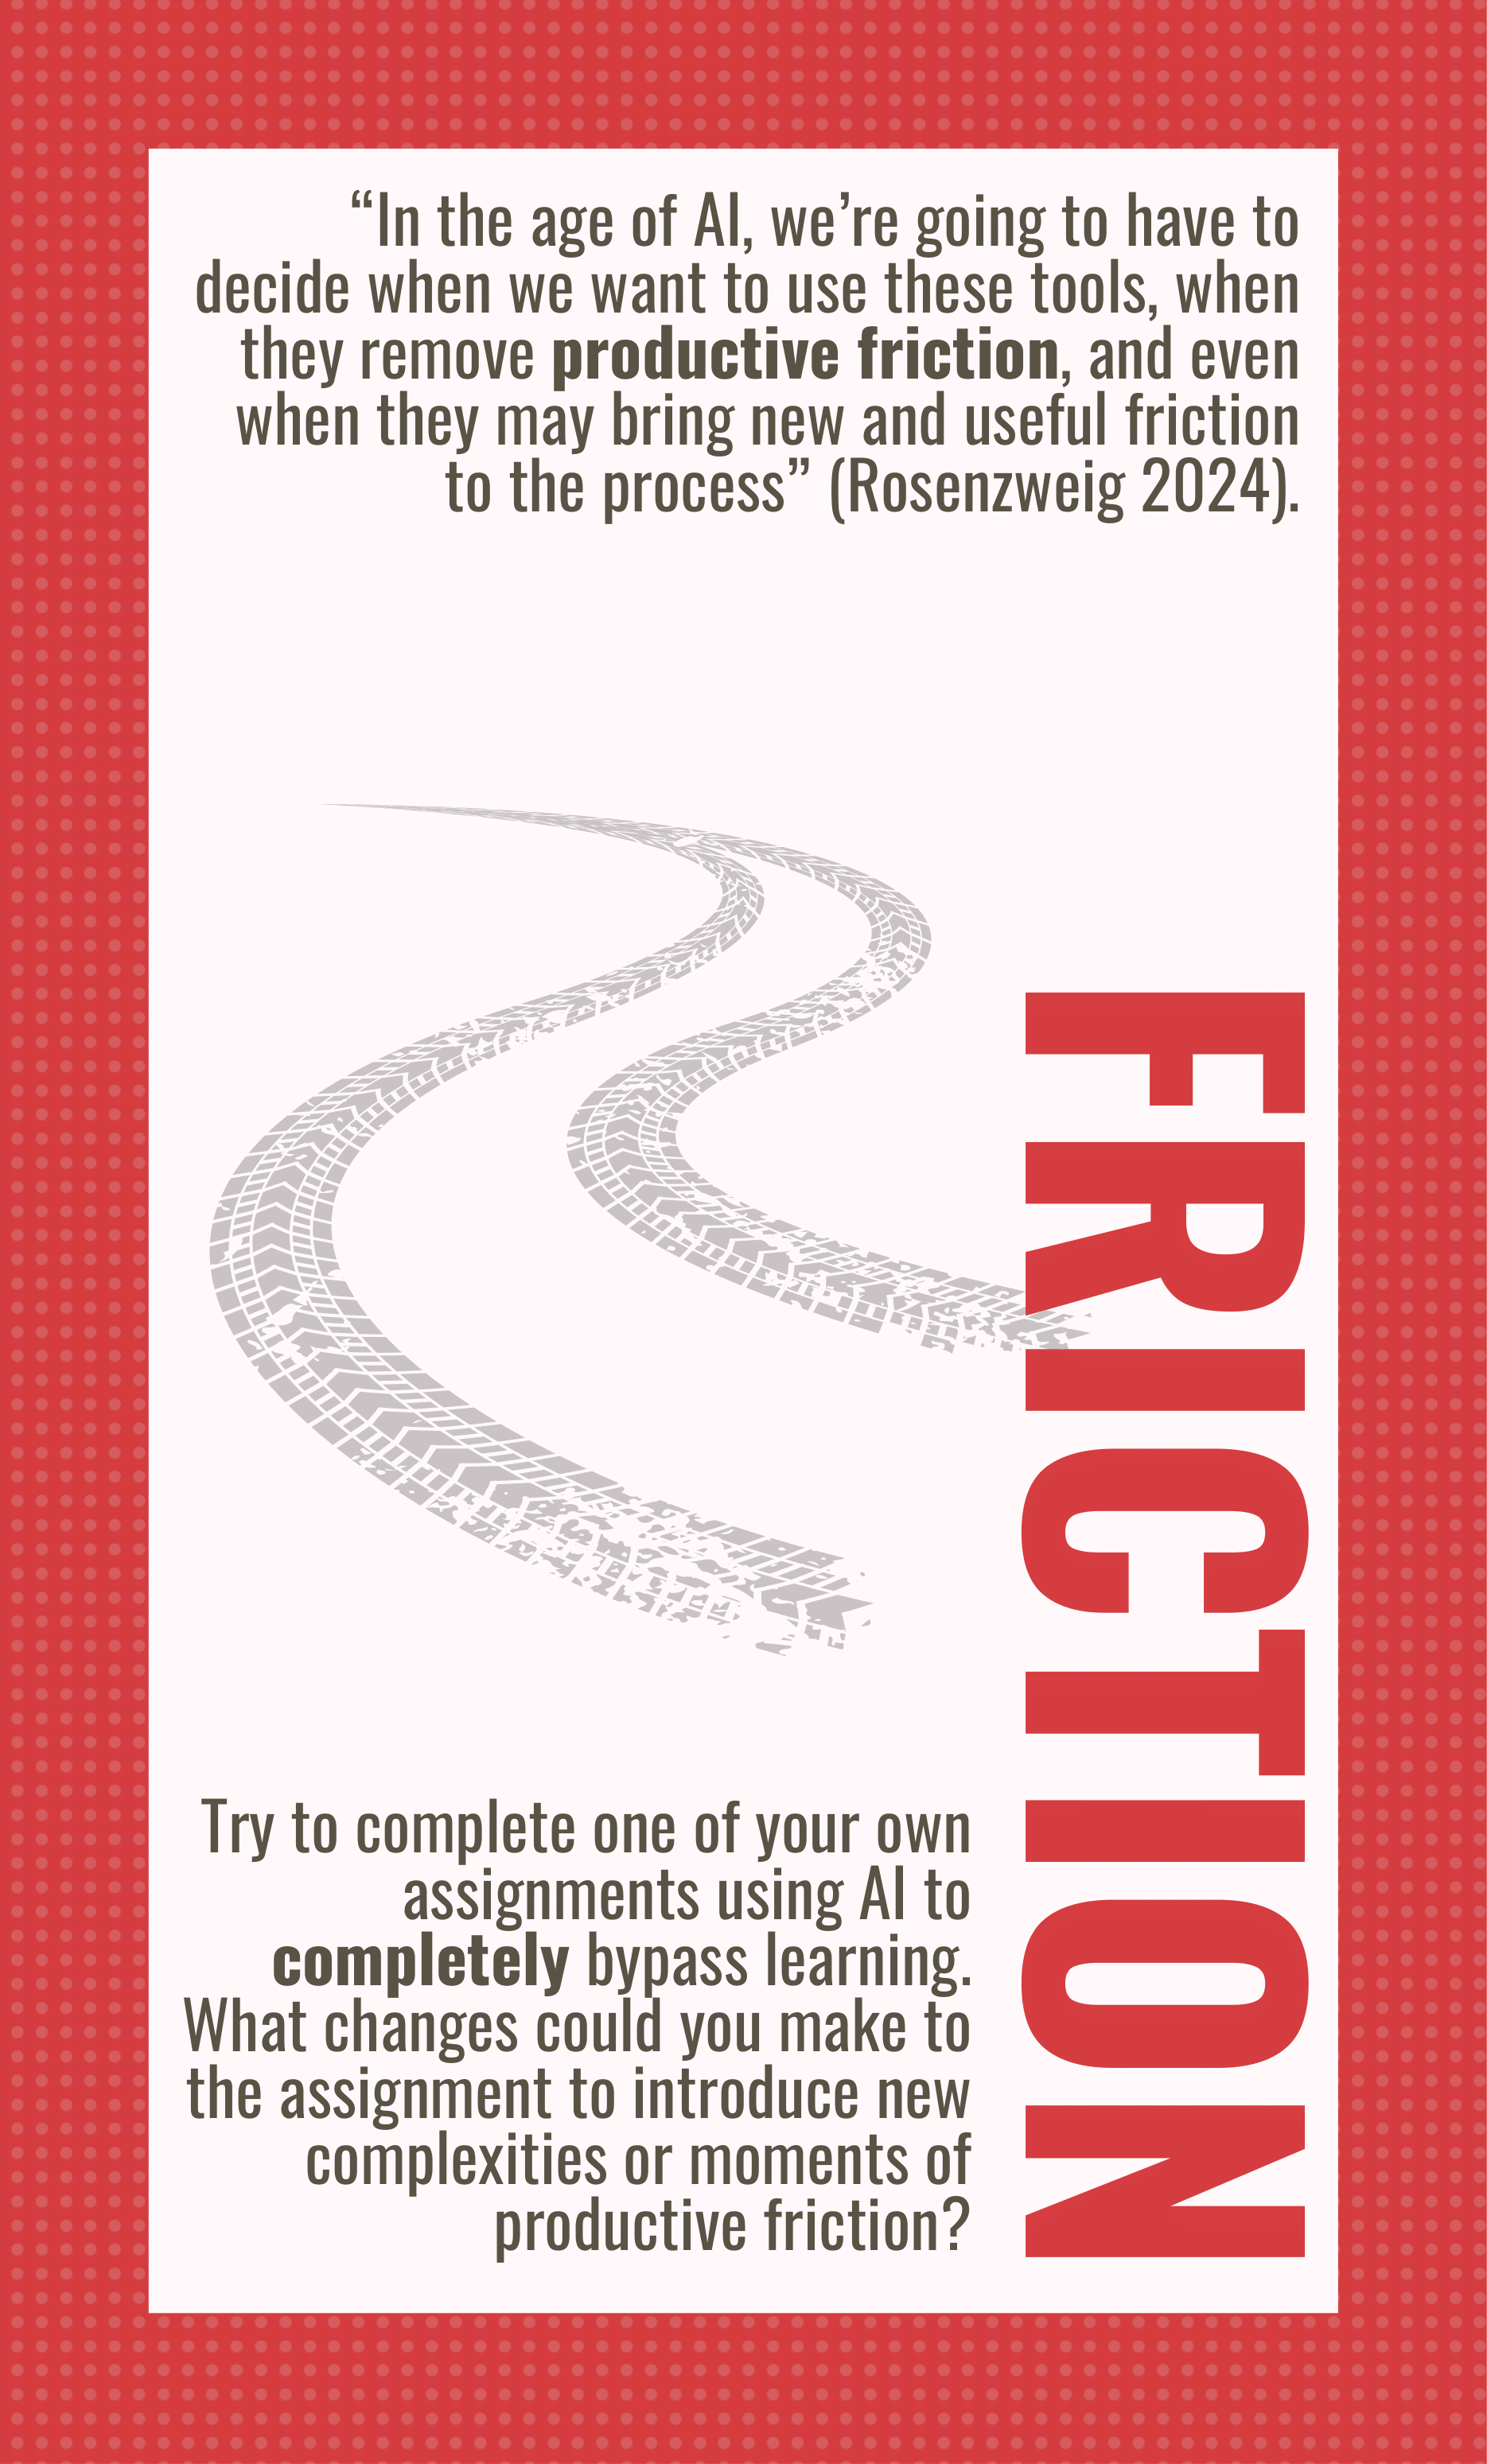 “In the age of AI, we’re going to have to
decide when we want to use these tools, when
they remove productive friction, and even
when they may bring new and useful friction
to the process” (Rosenzweig 2024).
FRICTION
Try to complete one of your own
assignments using AI to
completely bypass learning.
What changes could you make to
the assignment to introduce new
complexities or moments of
productive friction?